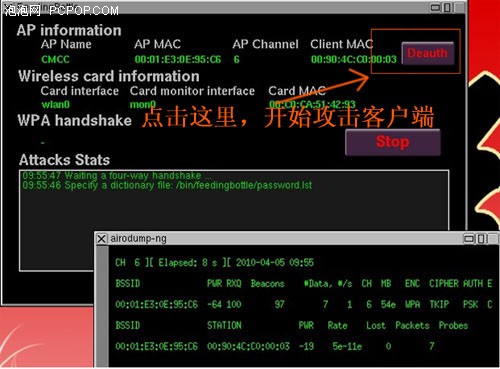 泡泡网 PCPOP.COM
AP information
AP Name AP MAC AP Channel Client MAC
CMCC 00:01:E3:0E:95:C6 6 00:90:4C:C0:00:03
Deauth
Wireless card information
Card interface Card monitor interface Card MAC
wlan0 mon0 00:C0:CA:51:42:93
WPA handshake
点击这里，开始攻击客户端
-
Stop
Attacks Stats
09:55:47 Waiting a four-way handshake ...
09:55:46 Specify a dictionary file: /bin/feedingbottle/password.lst
airodump-ng
CH 6 ][ Elapsed: 8 s ][ 2010-04-05 09:55
BSSID PWR RXQ Beacons #Data, #/s CH MB ENC CIPHER AUTH E
00:01:E3:0E:95:C6 -64 100 97 7 1 6 54e WPA TKIP PSK C
BSSID STATION PWR Rate Lost Packets Probes
00:01:E3:0E:95:C6 00:90:4C:C0:00:03 -19 5e-11e 0 7